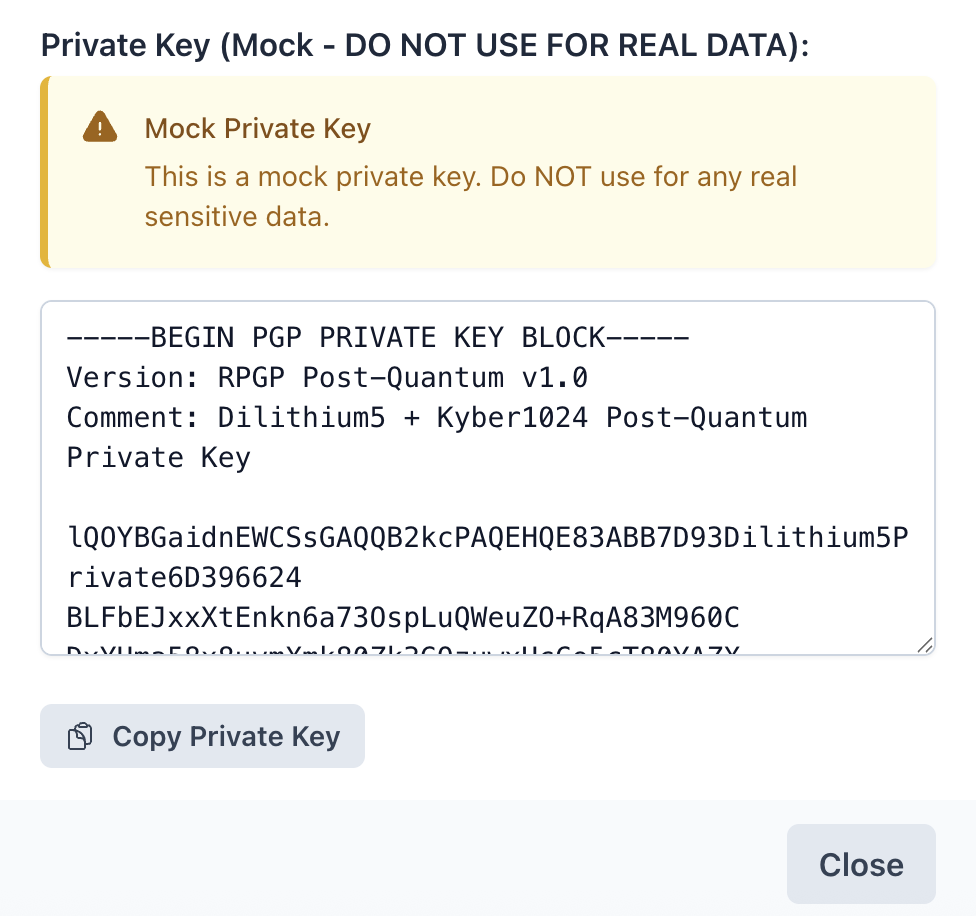 Private Key (Mock - DO NOT USE FOR REAL DATA):
Mock Private Key
This is a mock private key. Do NOT use for any real
sensitive data.
-----BEGIN PGP PRIVATE KEY BLOCK-----
Version: RPGP Post-Quantum v1.0
Comment: Dilithium5 + Kyber1024 Post-Quantum
Private Key
lQOYBGaidnEWCSsGAQQB2kcPAQEHQE83ABB7D93Dilithium5P
rivate6D396624
BLFbEJxxXtEnkn6a73OspLuQWeuZO+RqA83M960C
Copy Private Key
Close